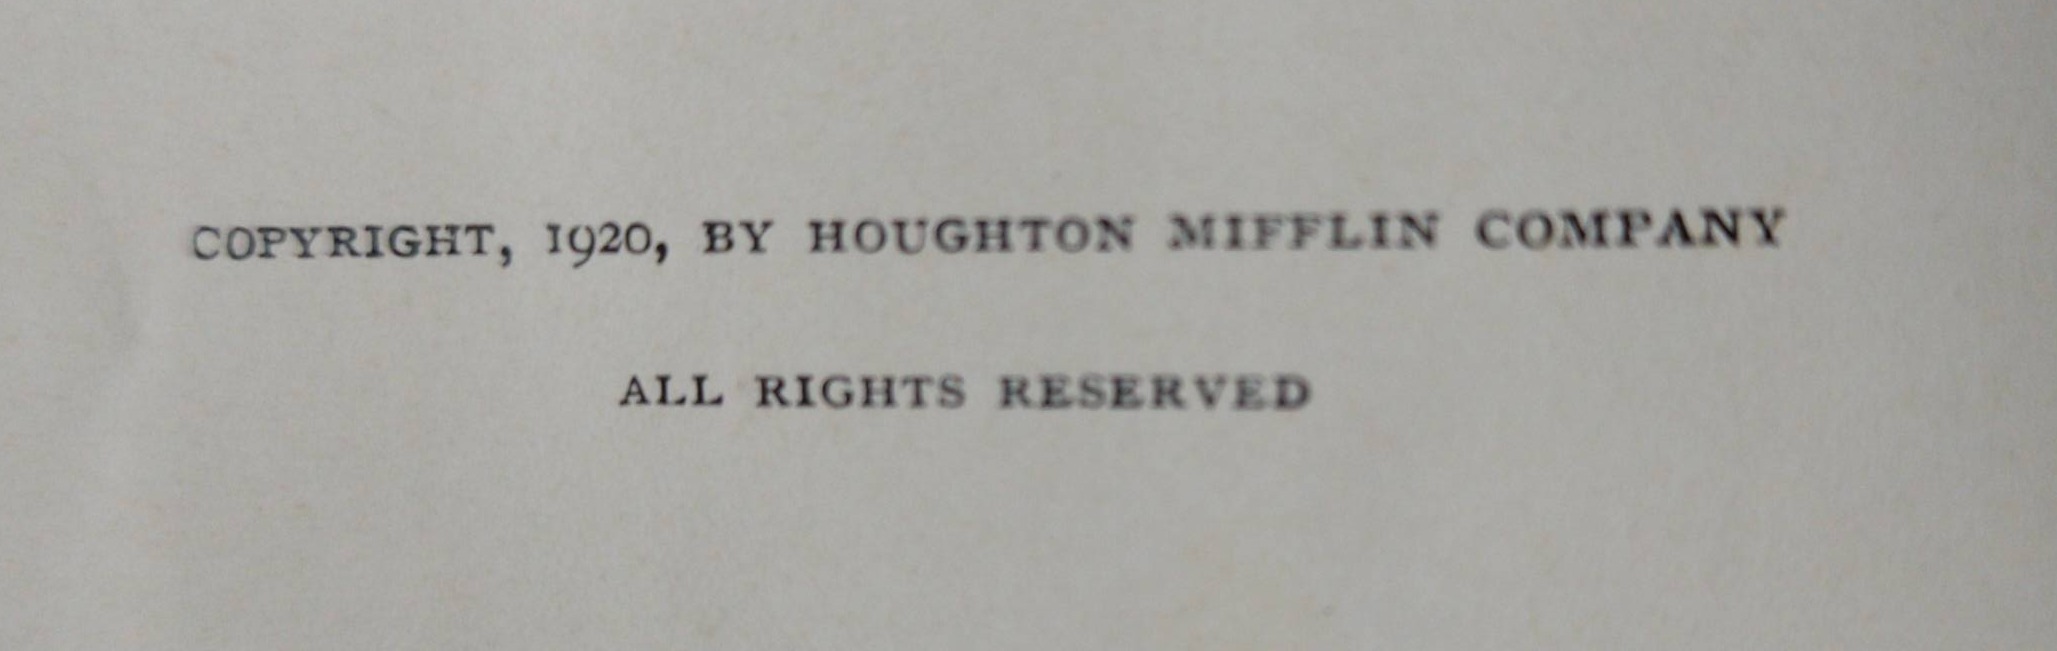 COPYRIGHT, 1920, BY HOUGHTON MIFFLIN COMPANY
ALL RIGHTS RESERVED